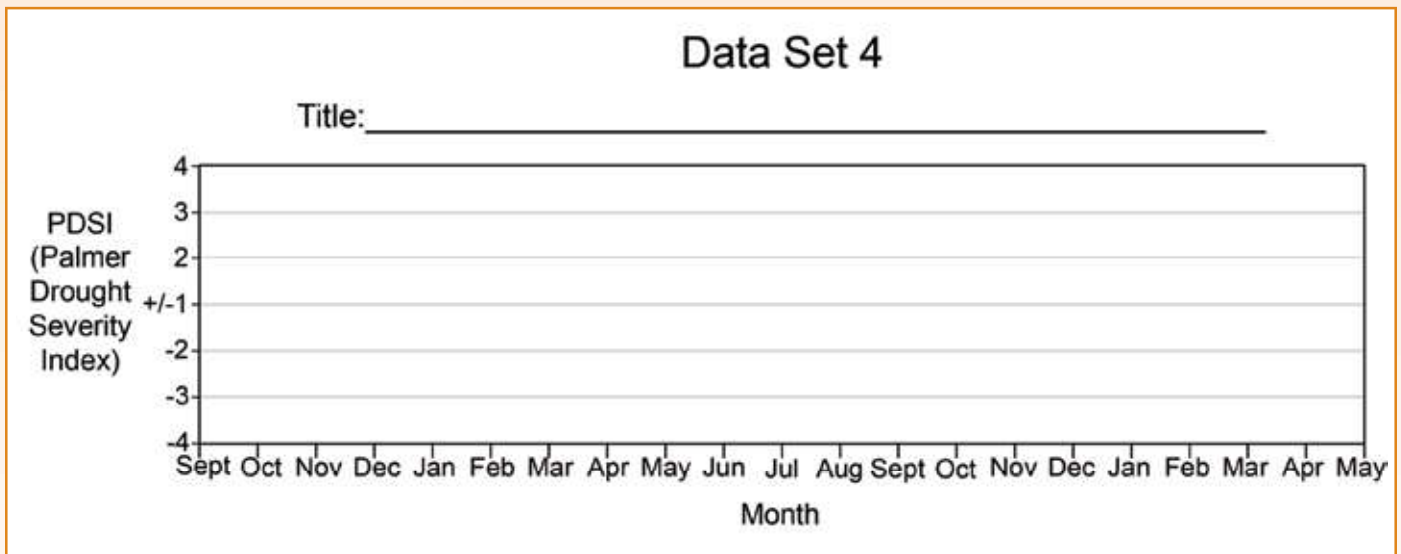 Data Set 4
Title:
4
3
2
+/-1
-2
-3
-4
PDSI
(Palmer
Drought
Severity
Index)
Sept Oct Nov Dec Jan Feb Mar Apr May Jun Jul Aug Sept Oct Nov Dec Jan Feb Mar Apr May
Month